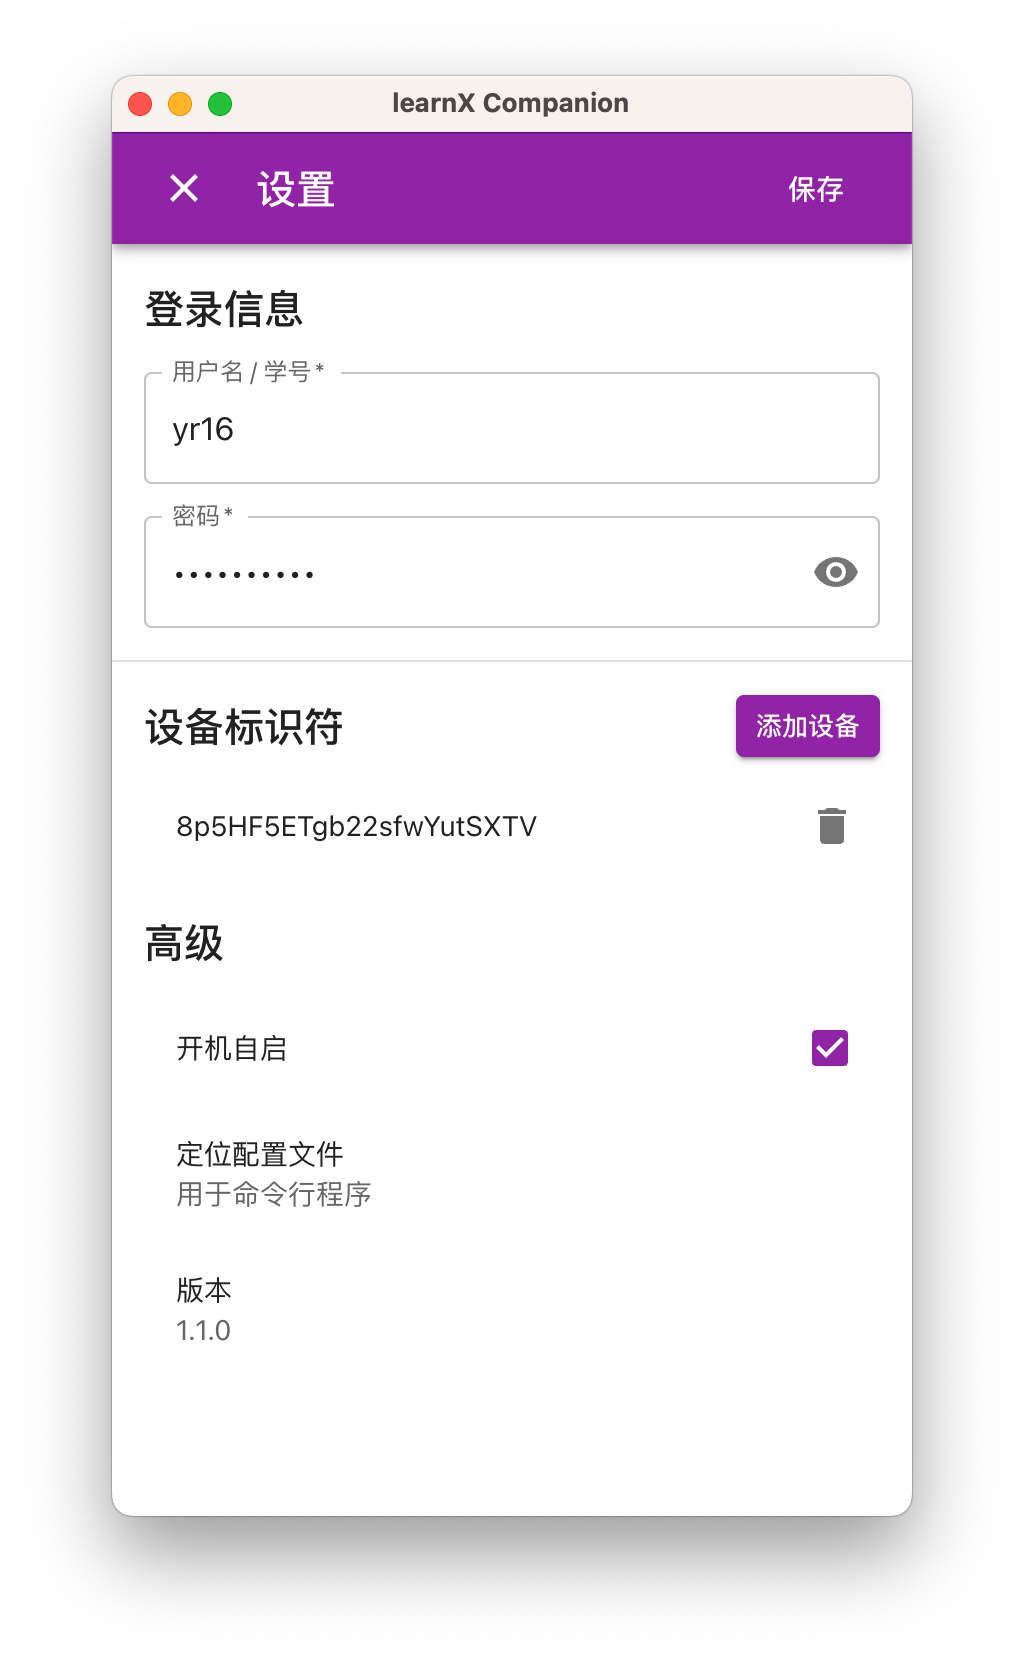 learnX Companion
设置
保存
登录信息
用户名 / 学号 *
yr16
密码 *
••••••••••
设备标识符
添加设备
8p5HF5ETgb22sfwYutSXTV
高级
开机自启
定位配置文件
用于命令行程序
版本
1.1.0